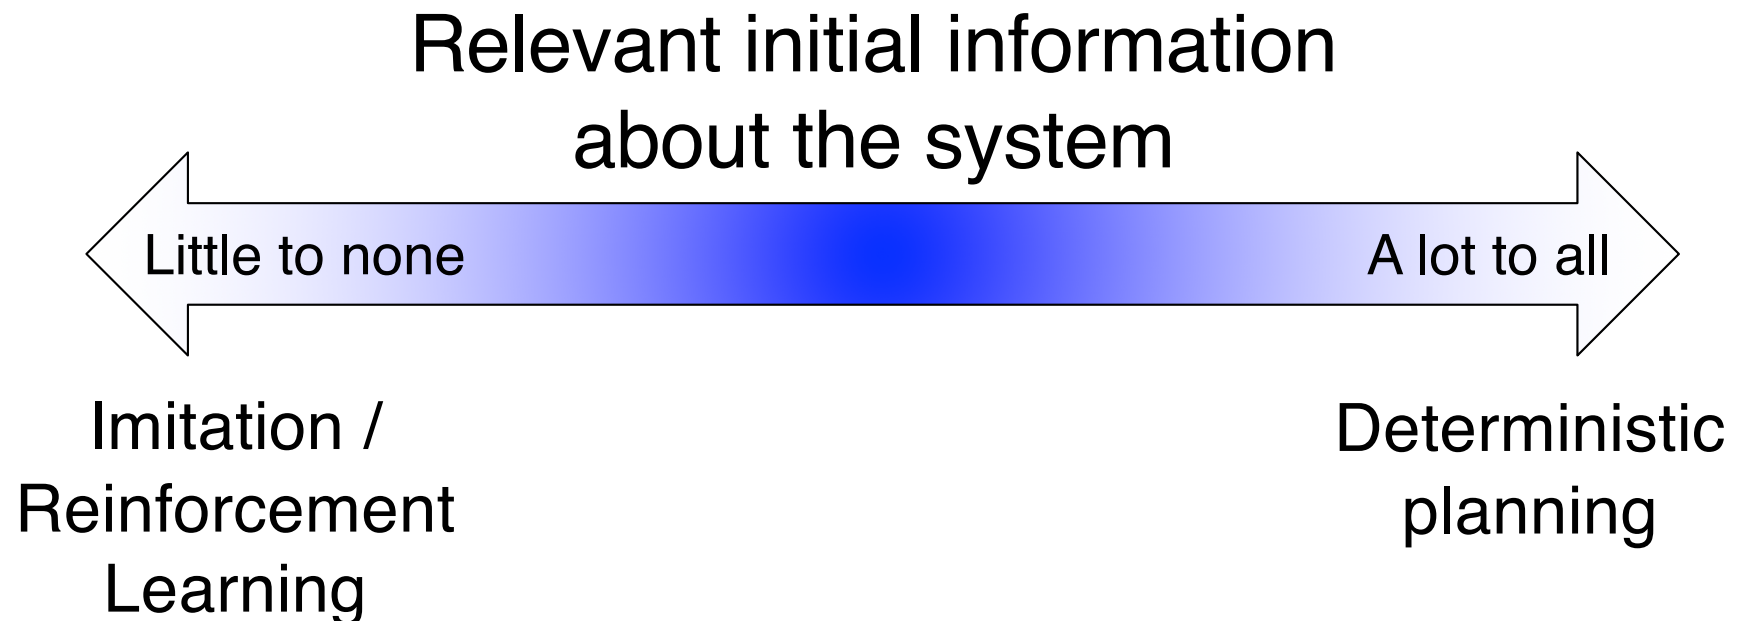 Relevant initial information
about the system
Little to none
A lot to all
Imitation /
Reinforcement
Learning
Deterministic
planning